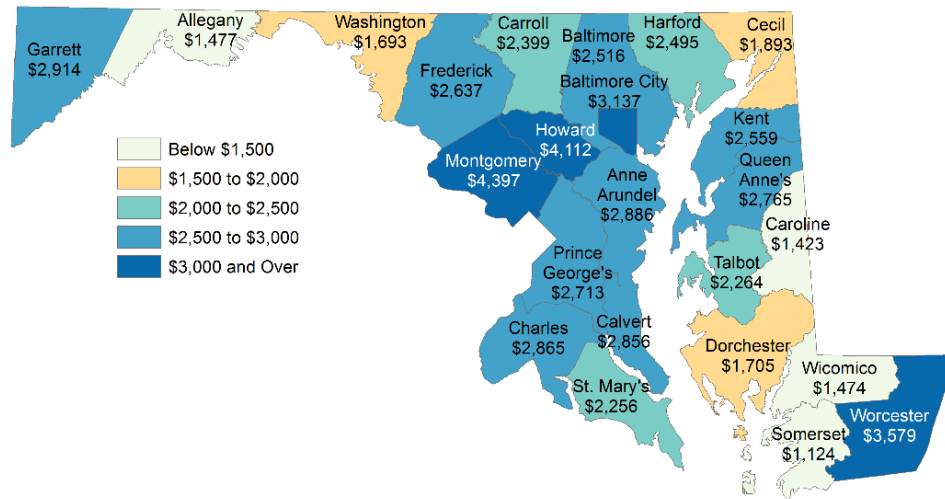 Garrett
$2,914
Allegany
$1,477
Washington
$1,693
Frederick
$2,637
Carroll
$2,399
Baltimore
$2,516
Harford
$2,495
Cecil
$1,893
Baltimore City
$3,137
Howard
$4,112
Montgomery
$4,397
Anne
Arundel
$2,886
Kent
$2,559
Queen
Anne's
$2,765
Caroline
$1,423
Talbot
$2,264
Prince
George's
$2,713
Charles
$2,865
Calvert
$2,856
St. Mary's
$2,256
Dorchester
$1,705
Wicomico
$1,474
Somerset
$1,124
Worcester
$3,579
Below $1,500
$1,500 to $2,000
$2,000 to $2,500
$2,500 to $3,000
$3,000 and Over